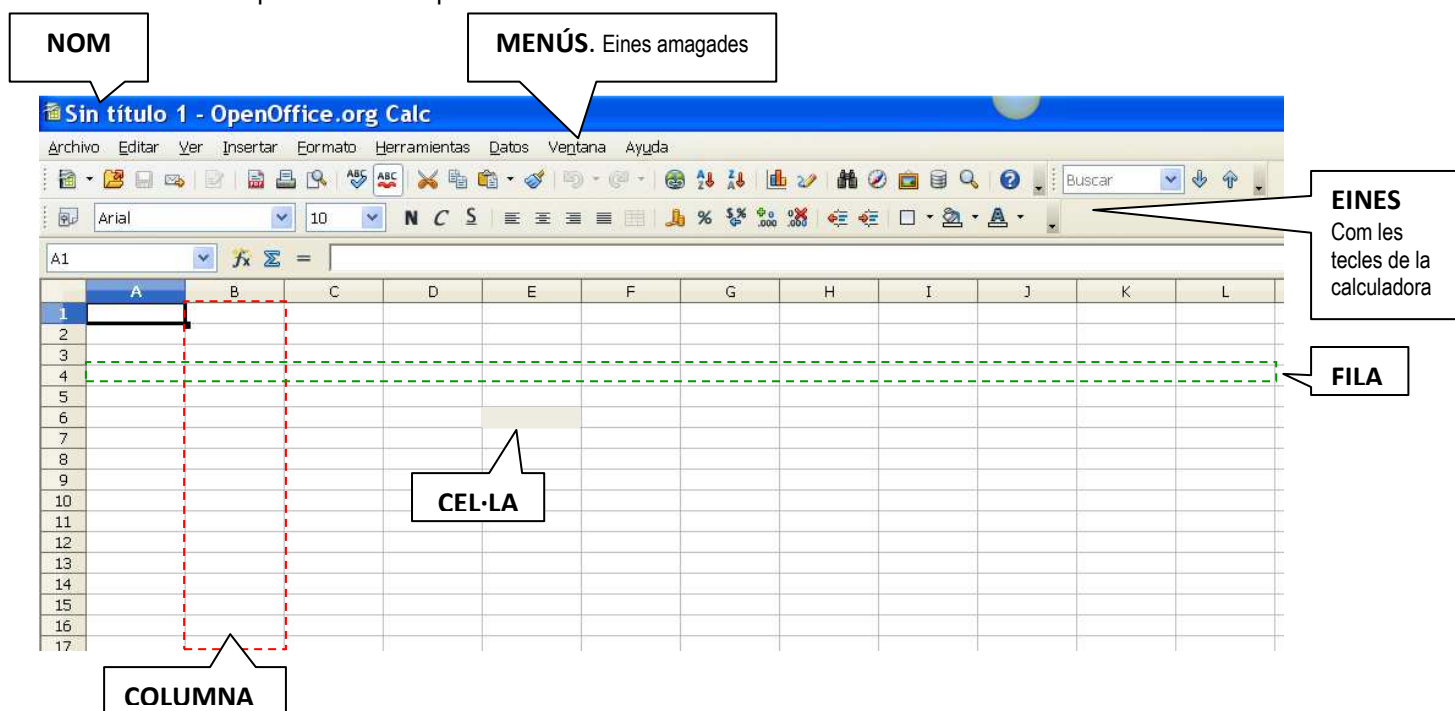 NOM
MENÚS. Eines amagades
Sin título 1 - OpenOffice.org Calc
Archivo Editar Ver Insertar Formato Herramientas Datos Ventana Ayuda
Buscar
Arial 10 N C S
A1 =
EINES
Com les
tecles de la
calculadora
A B C D E F G H I J K L
1
2
3
4
FILA
5
6
7
8
9
CEL·LA
10
11
12
13
14
15
16
17
COLUMNA